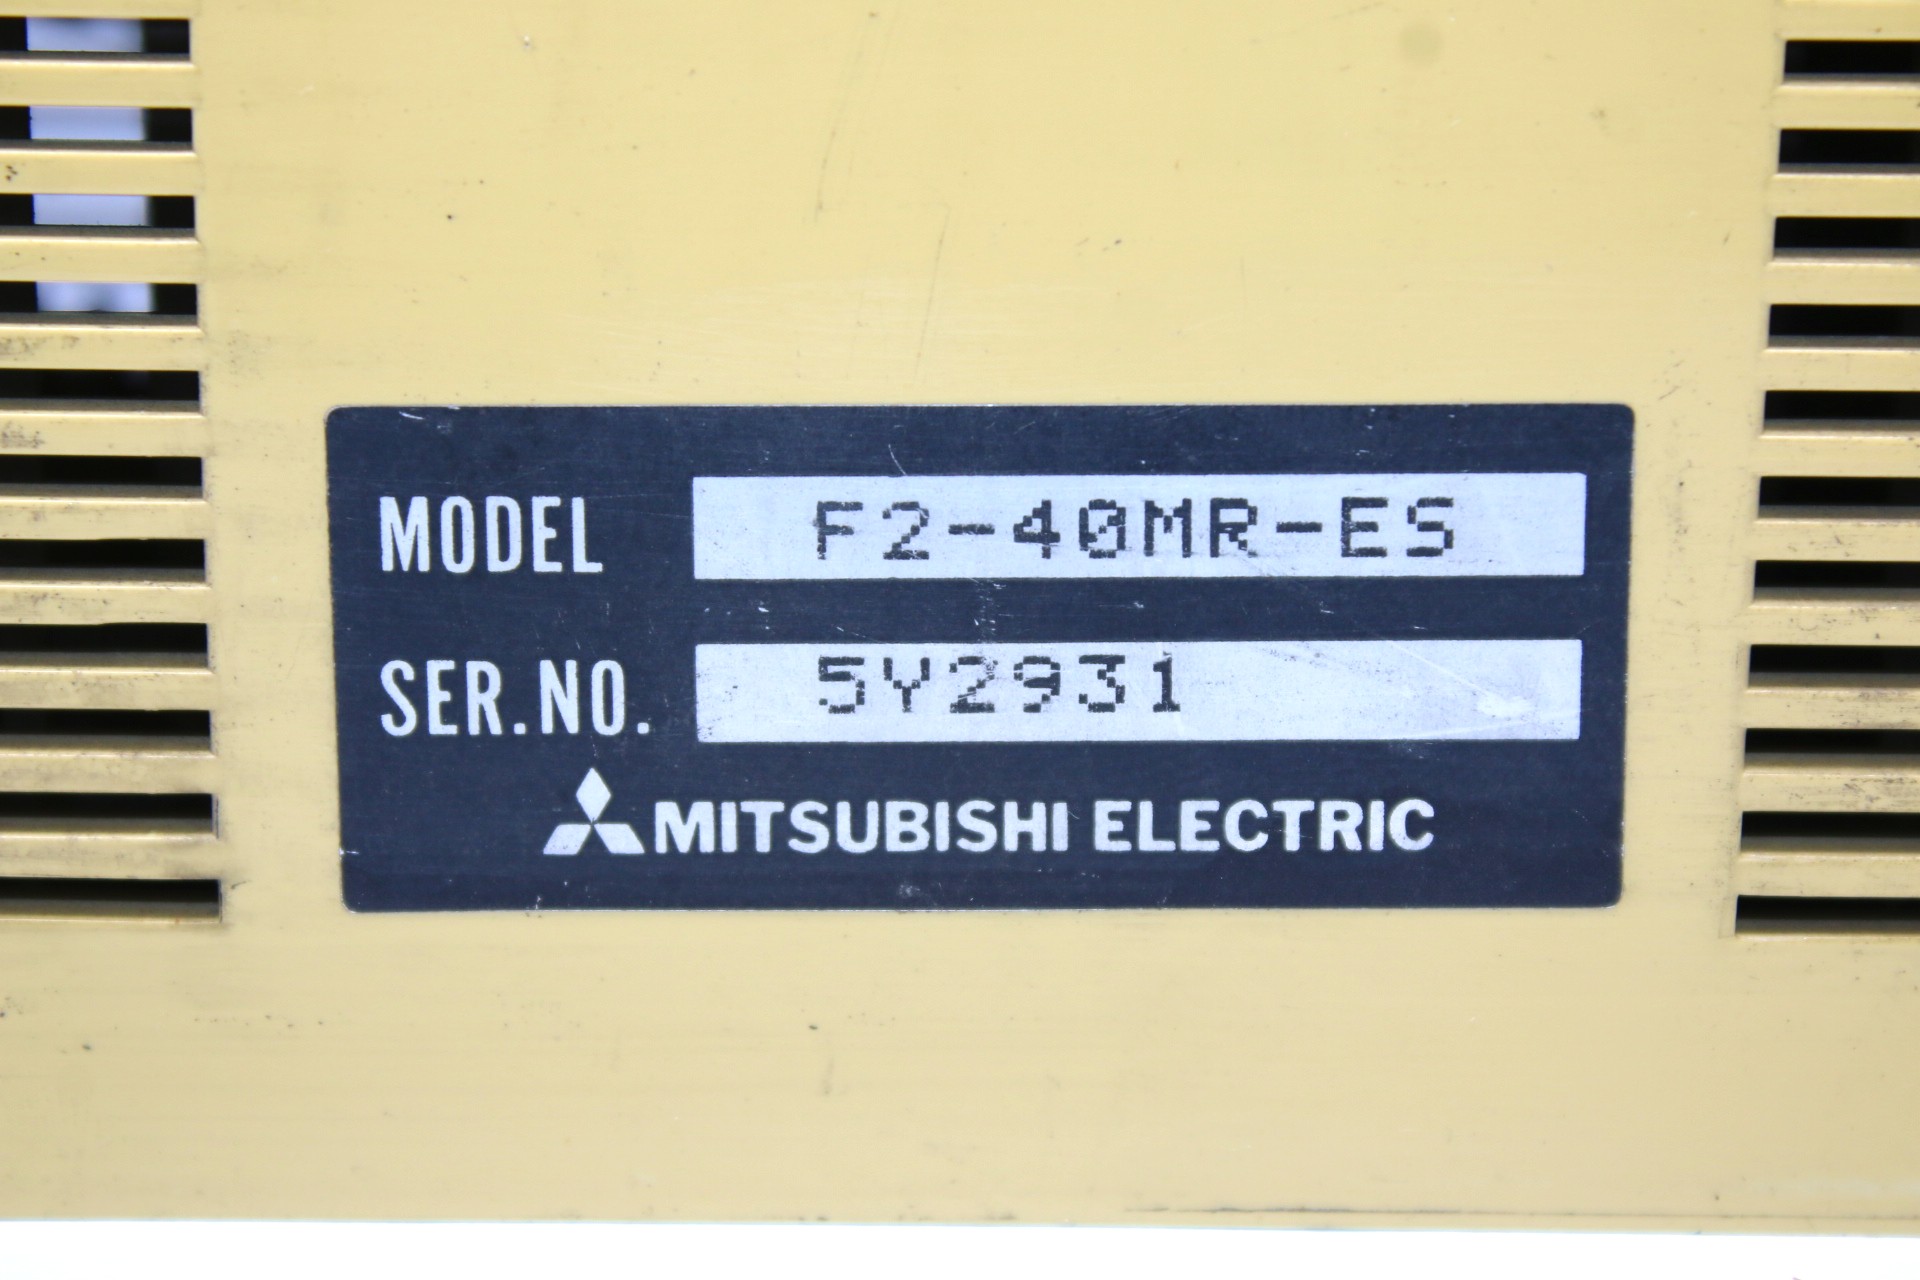 MODEL F2-40MR-ES
SER.NO. 5Y2931
MITSUBISHI ELECTRIC